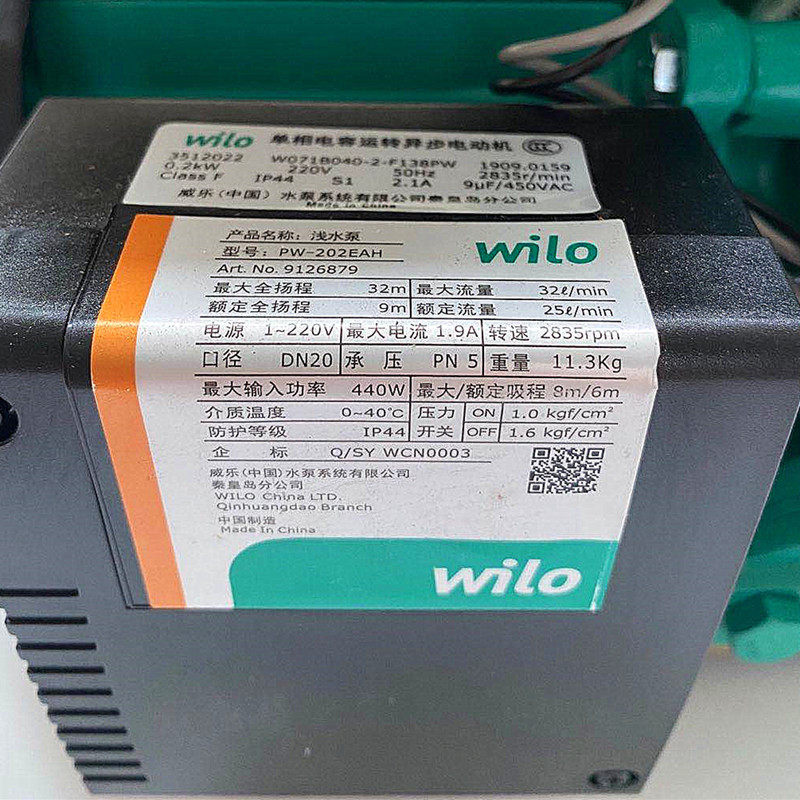 wilo 单相电容运转异步电动机
3512022 W071B040-2-F138PW 1909.0159
0.2kW 220V 50Hz 2835r/min
Class F IP44 S1 2.1A 9μF/450VAC
威乐(中国)水泵系统有限公司秦皇岛分公司
Made in China
产品名称: 浅水泵
wilo
型号: PW-202EAH
Art. No. 9126879
最大全扬程 32m 最大流量 32ℓ/min
额定全扬程 9m 额定流量 25ℓ/min
电源 1~220V 最大电流 1.9A 转速 2835rpm
口径 DN20 承压 PN 5 重量 11.3Kg
最大输入功率 440W 最大/额定吸程 8m/6m
介质温度 0~40℃ 压力 ON 1.0 kgf/cm²
防护等级 IP44 开关 OFF 1.6 kgf/cm²
企标 Q/SY WCN0003
威乐(中国)水泵系统有限公司
秦皇岛分公司
WILO China LTD.
Qinhuangdao Branch
中国制造
Made In China
wilo